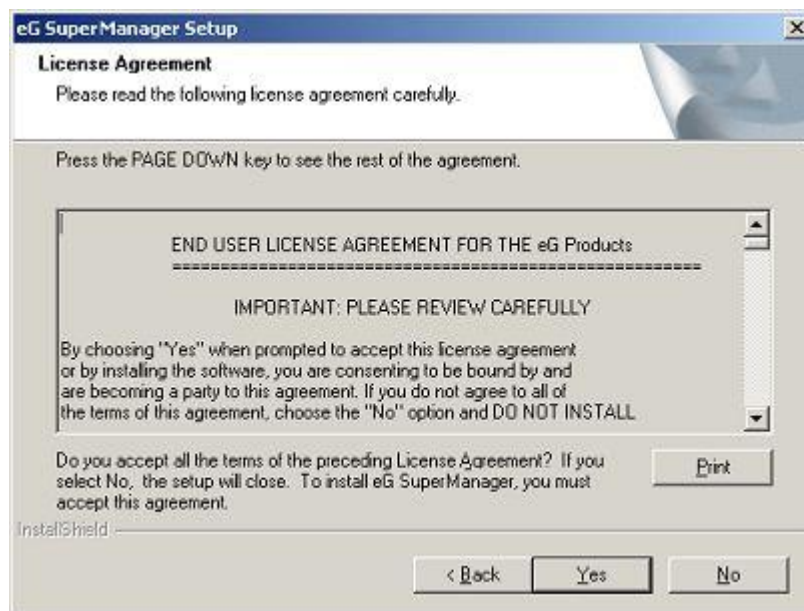 eG SuperManager Setup
License Agreement
Please read the following license agreement carefully.
Press the PAGE DOWN key to see the rest of the agreement.
END USER LICENSE AGREEMENT FOR THE eG Products
=======================================================
IMPORTANT: PLEASE REVIEW CAREFULLY
By choosing "Yes" when prompted to accept this license agreement
or by installing the software, you are consenting to be bound by and
are becoming a party to this agreement. If you do not agree to all of
the terms of this agreement, choose the "No" option and DO NOT INSTALL
Do you accept all the terms of the preceding License Agreement? If you
select No, the setup will close. To install eG SuperManager, you must
accept this agreement.
Print
InstallShield
< Back
Yes
No